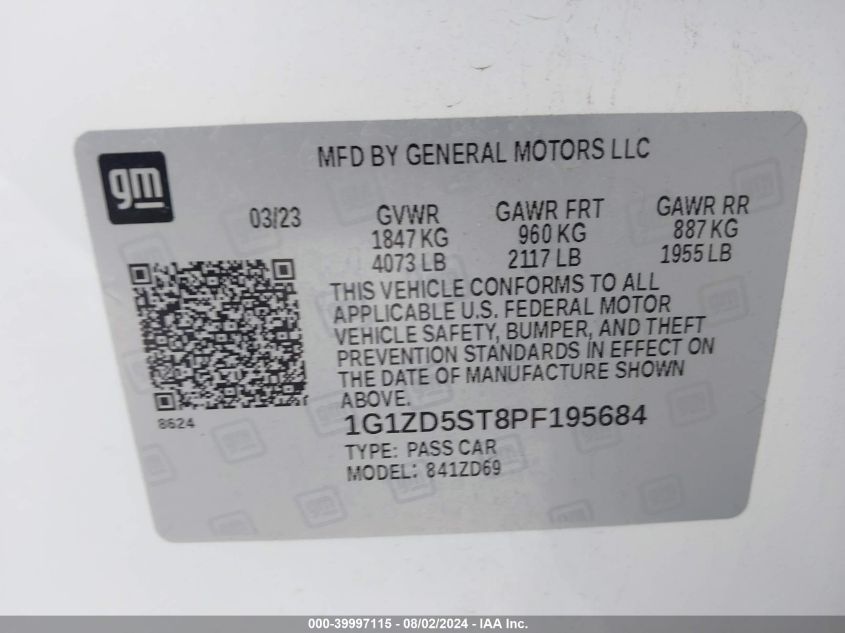 gm
MFD BY GENERAL MOTORS LLC
03/23 GVWR GAWR FRT GAWR RR
1847 KG 960 KG 887 KG
4073 LB 2117 LB 1955 LB
THIS VEHICLE CONFORMS TO ALL
APPLICABLE U.S. FEDERAL MOTOR
VEHICLE SAFETY, BUMPER, AND THEFT
PREVENTION STANDARDS IN EFFECT ON
THE DATE OF MANUFACTURE SHOWN
ABOVE.
8624
1G1ZD5ST8PF195684
TYPE: PASS CAR
MODEL: 841ZD69
000-39997115 - 08/02/2024 - IAA Inc.